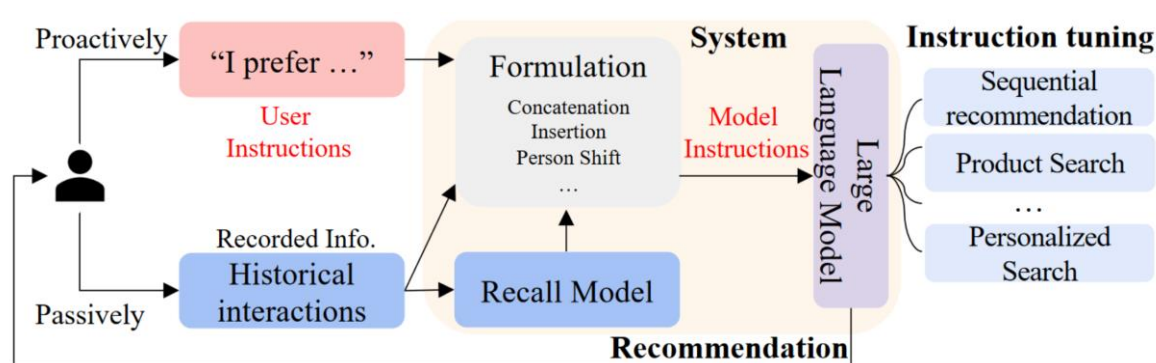 Proactively
“I prefer …”
User
Instructions
Recorded Info.
Historical
interactions
Passively
System
Formulation
Concatenation
Insertion
Person Shift
…
Recall Model
Model
Instructions
Large
Language Model
Recommendation
Instruction tuning
Sequential
recommendation
Product Search
…
Personalized
Search